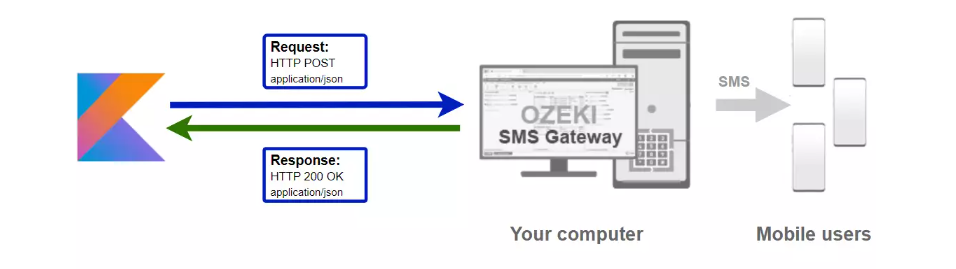 Request:
HTTP POST
application/json
Response:
HTTP 200 OK
application/json
OZEKI
SMS Gateway
SMS
Your computer
Mobile users